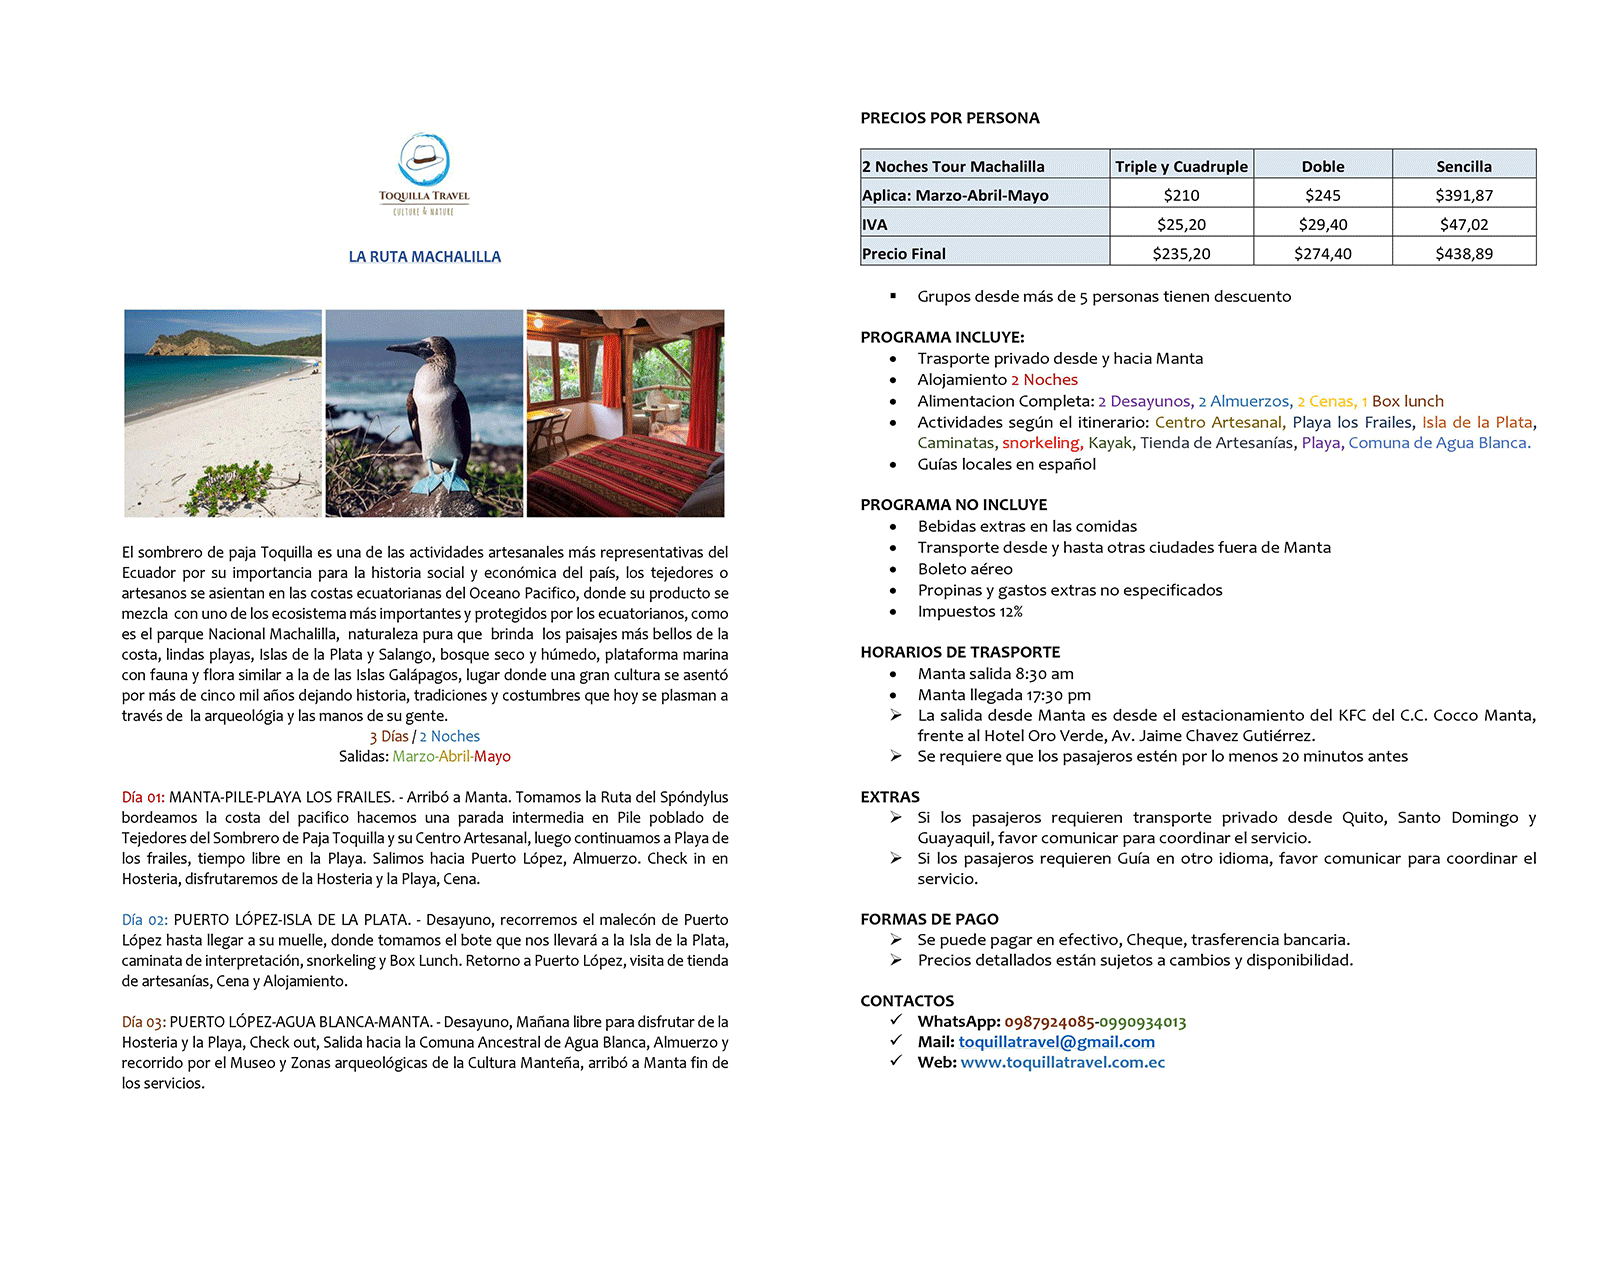 TOQUILLA TRAVEL
CULTURE & NATURE
LA RUTA MACHALILLA
El sombrero de paja Toquilla es una de las actividades artesanales más representativas del
Ecuador por su importancia para la historia social y económica del país, los tejedores o
artesanos se asientan en las costas ecuatorianas del Oceano Pacifico, donde su producto se
mezcla con uno de los ecosistema más importantes y protegidos por los ecuatorianos, como
es el parque Nacional Machalilla, naturaleza pura que brinda los paisajes más bellos de la
costa, lindas playas, Islas de la Plata y Salango, bosque seco y húmedo, plataforma marina
con fauna y flora similar a la de las Islas Galápagos, lugar donde una gran cultura se asentó
por más de cinco mil años dejando historia, tradiciones y costumbres que hoy se plasman a
través de la arqueológia y las manos de su gente.
3 Días / 2 Noches
Salidas: Marzo-Abril-Mayo
Día 01: MANTA-PILE-PLAYA LOS FRAILES. - Arribó a Manta. Tomamos la Ruta del Spóndylus
bordeamos la costa del pacifico hacemos una parada intermedia en Pile poblado de
Tejedores del Sombrero de Paja Toquilla y su Centro Artesanal, luego continuamos a Playa de
los frailes, tiempo libre en la Playa. Salimos hacia Puerto López, Almuerzo. Check in en
Hosteria, disfrutaremos de la Hosteria y la Playa, Cena.
Día 02: PUERTO LÓPEZ-ISLA DE LA PLATA. - Desayuno, recorremos el malecón de Puerto
López hasta llegar a su muelle, donde tomamos el bote que nos llevará a la Isla de la Plata,
caminata de interpretación, snorkeling y Box Lunch. Retorno a Puerto López, visita de tienda
de artesanías, Cena y Alojamiento.
Día 03: PUERTO LÓPEZ-AGUA BLANCA-MANTA. - Desayuno, Mañana libre para disfrutar de la
Hosteria y la Playa, Check out, Salida hacia la Comuna Ancestral de Agua Blanca, Almuerzo y
recorrido por el Museo y Zonas arqueológicas de la Cultura Manteña, arribó a Manta fin de
los servicios.
PRECIOS POR PERSONA
2 Noches Tour Machalilla Triple y Cuadruple Doble Sencilla
Aplica: Marzo-Abril-Mayo $210 $245 $391,87
IVA $25,20 $29,40 $47,02
Precio Final $235,20 $274,40 $438,89
▪ Grupos desde más de 5 personas tienen descuento
PROGRAMA INCLUYE:
• Trasporte privado desde y hacia Manta
• Alojamiento 2 Noches
• Alimentacion Completa: 2 Desayunos, 2 Almuerzos, 2 Cenas, 1 Box lunch
• Actividades según el itinerario: Centro Artesanal, Playa los Frailes, Isla de la Plata,
Caminatas, snorkeling, Kayak, Tienda de Artesanías, Playa, Comuna de Agua Blanca.
• Guías locales en español
PROGRAMA NO INCLUYE
• Bebidas extras en las comidas
• Transporte desde y hasta otras ciudades fuera de Manta
• Boleto aéreo
• Propinas y gastos extras no especificados
• Impuestos 12%
HORARIOS DE TRASPORTE
• Manta salida 8:30 am
• Manta llegada 17:30 pm
➢ La salida desde Manta es desde el estacionamiento del KFC del C.C. Cocco Manta,
frente al Hotel Oro Verde, Av. Jaime Chavez Gutiérrez.
➢ Se requiere que los pasajeros estén por lo menos 20 minutos antes
EXTRAS
➢ Si los pasajeros requieren transporte privado desde Quito, Santo Domingo y
Guayaquil, favor comunicar para coordinar el servicio.
➢ Si los pasajeros requieren Guía en otro idioma, favor comunicar para coordinar el
servicio.
FORMAS DE PAGO
➢ Se puede pagar en efectivo, Cheque, trasferencia bancaria.
➢ Precios detallados están sujetos a cambios y disponibilidad.
CONTACTOS
✓ WhatsApp: 0987924085-0990934013
✓ Mail: toquillatravel@gmail.com
✓ Web: www.toquillatravel.com.ec